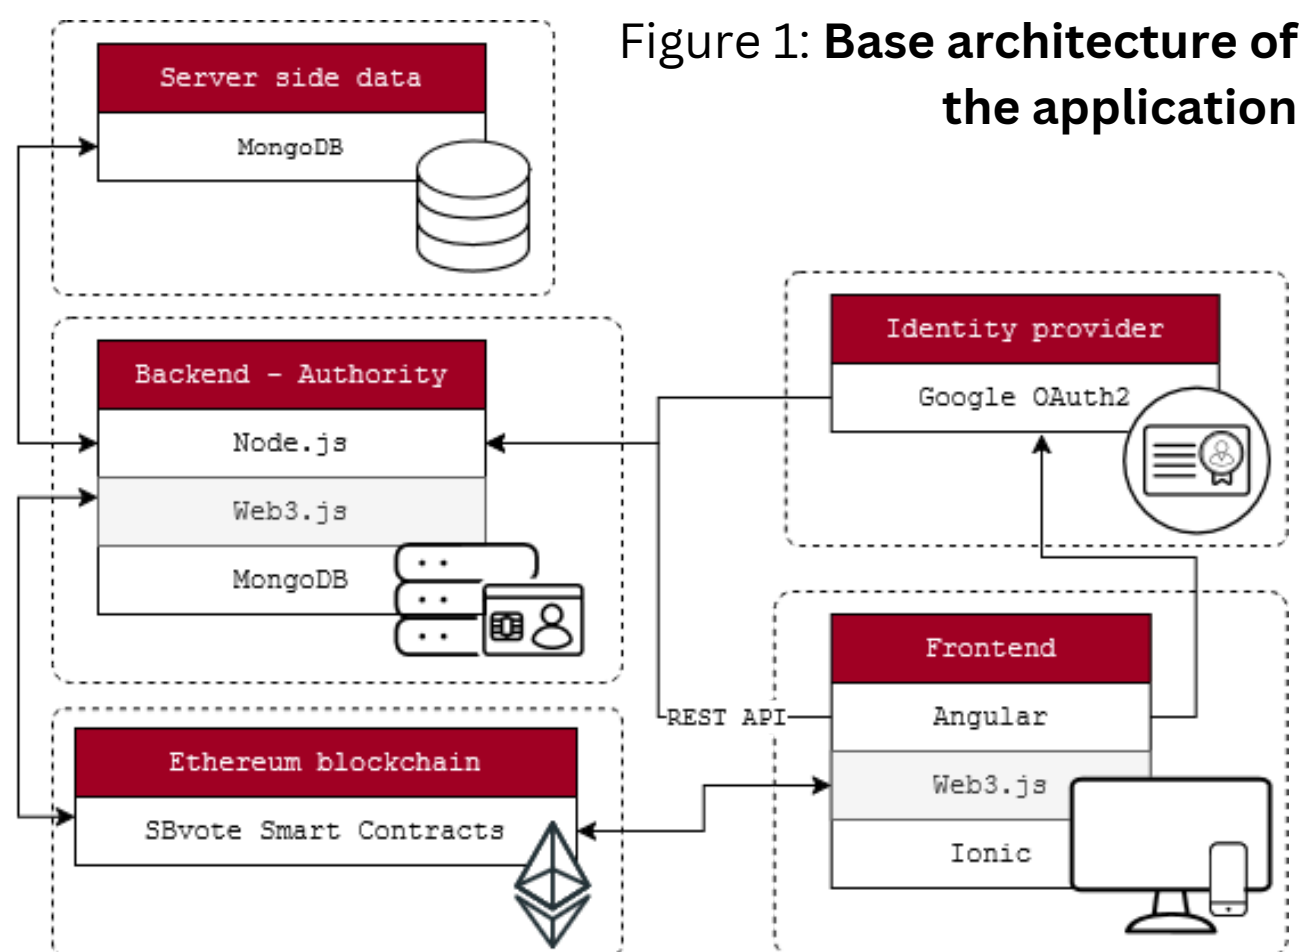 Figure 1: Base architecture of
the application
Server side data
MongoDB
Backend – Authority
Node.js
Web3.js
MongoDB
Ethereum blockchain
SBvote Smart Contracts
Identity provider
Google OAuth2
REST API
Frontend
Angular
Web3.js
Ionic